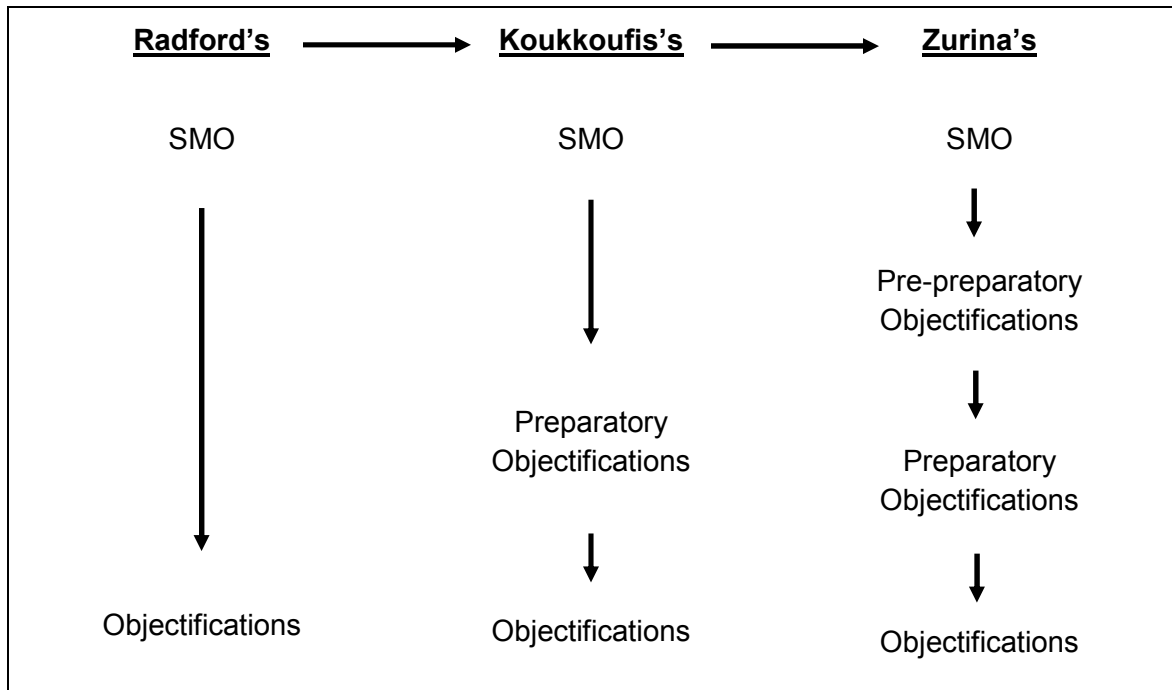 Radford's
Koukkoufis's
Zurina's
SMO
SMO
SMO
Pre-preparatory
Objectifications
Preparatory
Objectifications
Preparatory
Objectifications
Objectifications
Objectifications
Objectifications